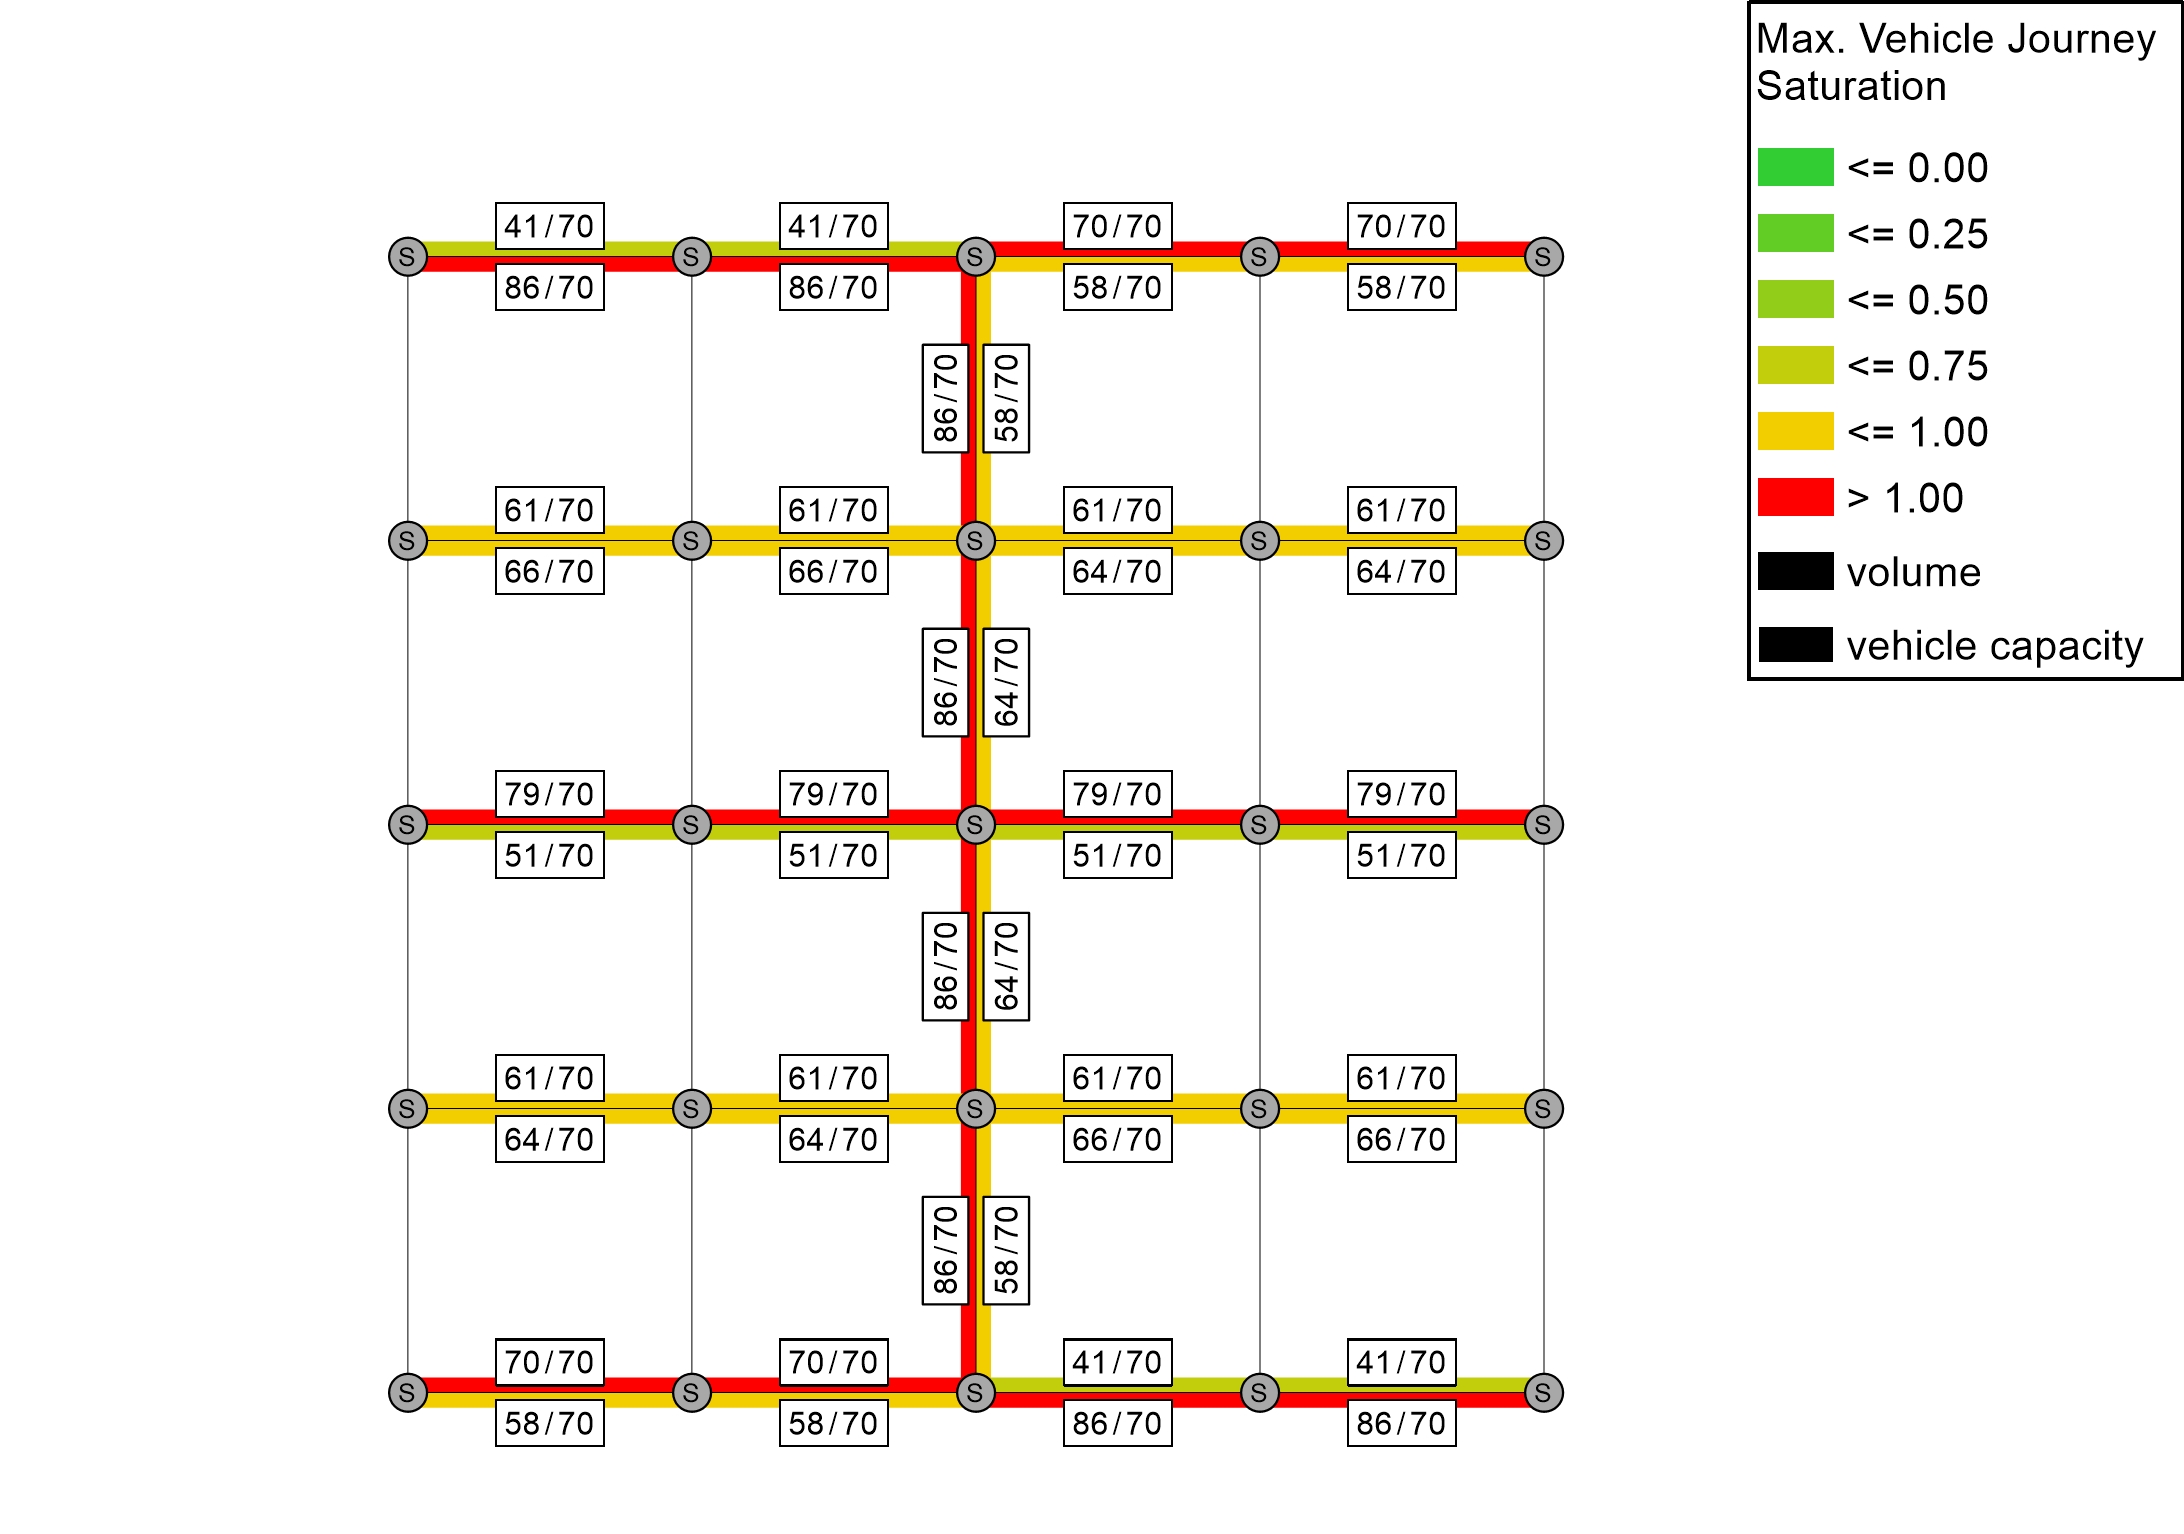 Max. Vehicle Journey
Saturation
<= 0.00
<= 0.25
<= 0.50
<= 0.75
<= 1.00
> 1.00
volume
vehicle capacity
41/70 41/70 70/70 70/70
S S S S S
86/70 86/70 58/70 58/70
86/70 58/70
61/70 61/70 61/70 61/70
S S S S S
66/70 66/70 64/70 64/70
86/70 64/70
79/70 79/70 79/70 79/70
S S S S S
51/70 51/70 51/70 51/70
86/70 64/70
61/70 61/70 61/70 61/70
S S S S S
64/70 64/70 66/70 66/70
86/70 58/70
70/70 70/70 41/70 41/70
S S S S S
58/70 58/70 86/70 86/70